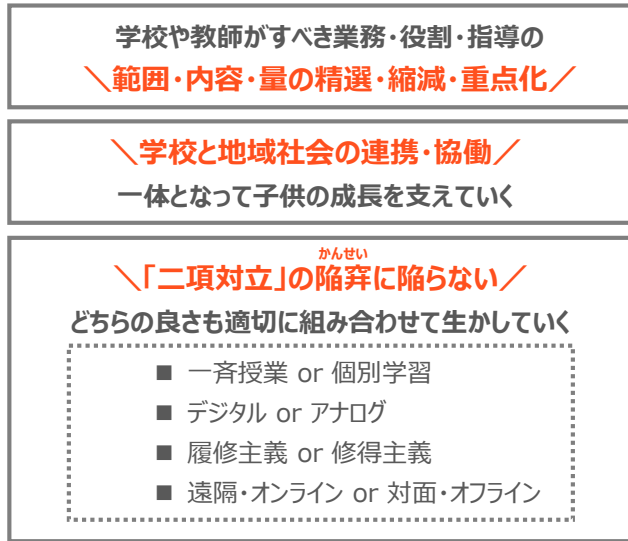 学校や教師がすべき業務・役割・指導の
＼範囲・内容・量の精選・縮減・重点化／
＼学校と地域社会の連携・協働／
一体となって子供の成長を支えていく
かんせい
＼「二項対立」の陥穽に陥らない／
どちらの良さも適切に組み合わせて生かしていく
■ 一斉授業 or 個別学習
■ デジタル or アナログ
■ 履修主義 or 修得主義
■ 遠隔・オンライン or 対面・オフライン